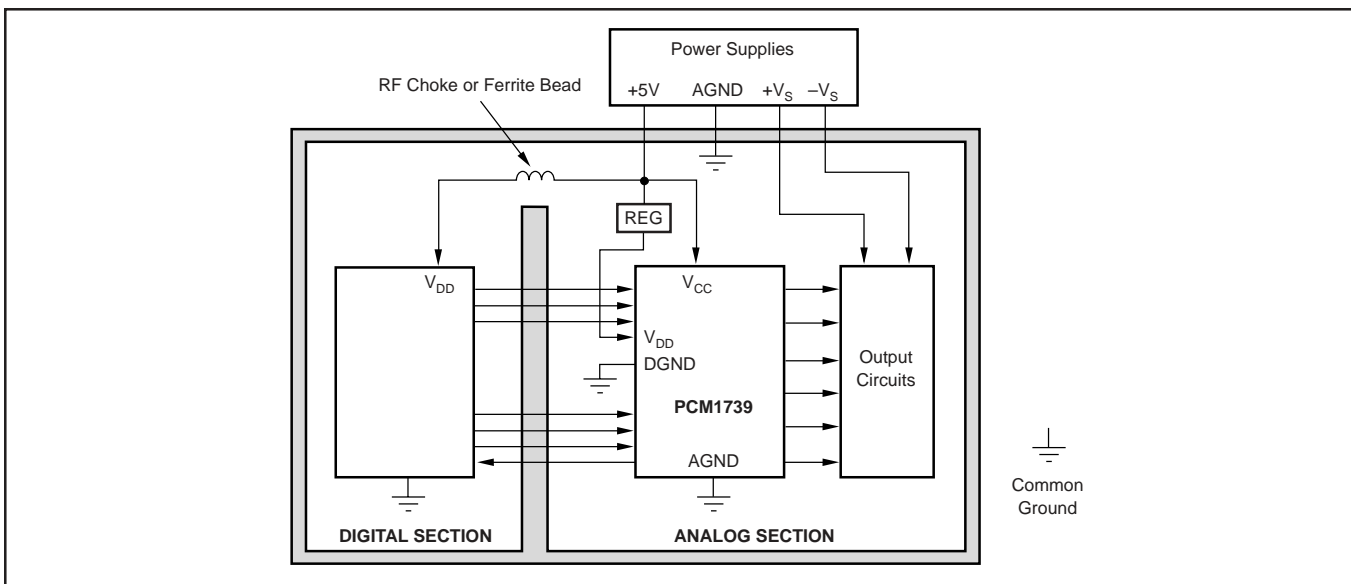 Power Supplies
RF Choke or Ferrite Bead
+5V AGND +VS –VS
REG
VDD
VCC
VDD
DGND
Output
Circuits
PCM1739
AGND
Common
Ground
DIGITAL SECTION
ANALOG SECTION